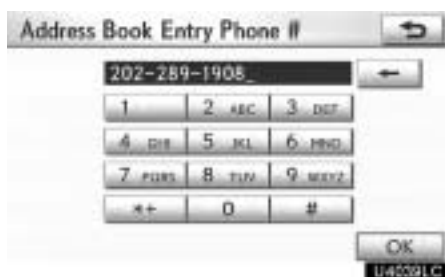 Address Book Entry Phone #
202-289-1908_
1 2 ABC 3 DEF
4 GHI 5 JKL 6 MNO
7 PQRS 8 TUV 9 WXYZ
*+ 0 #
OK
U4039LC